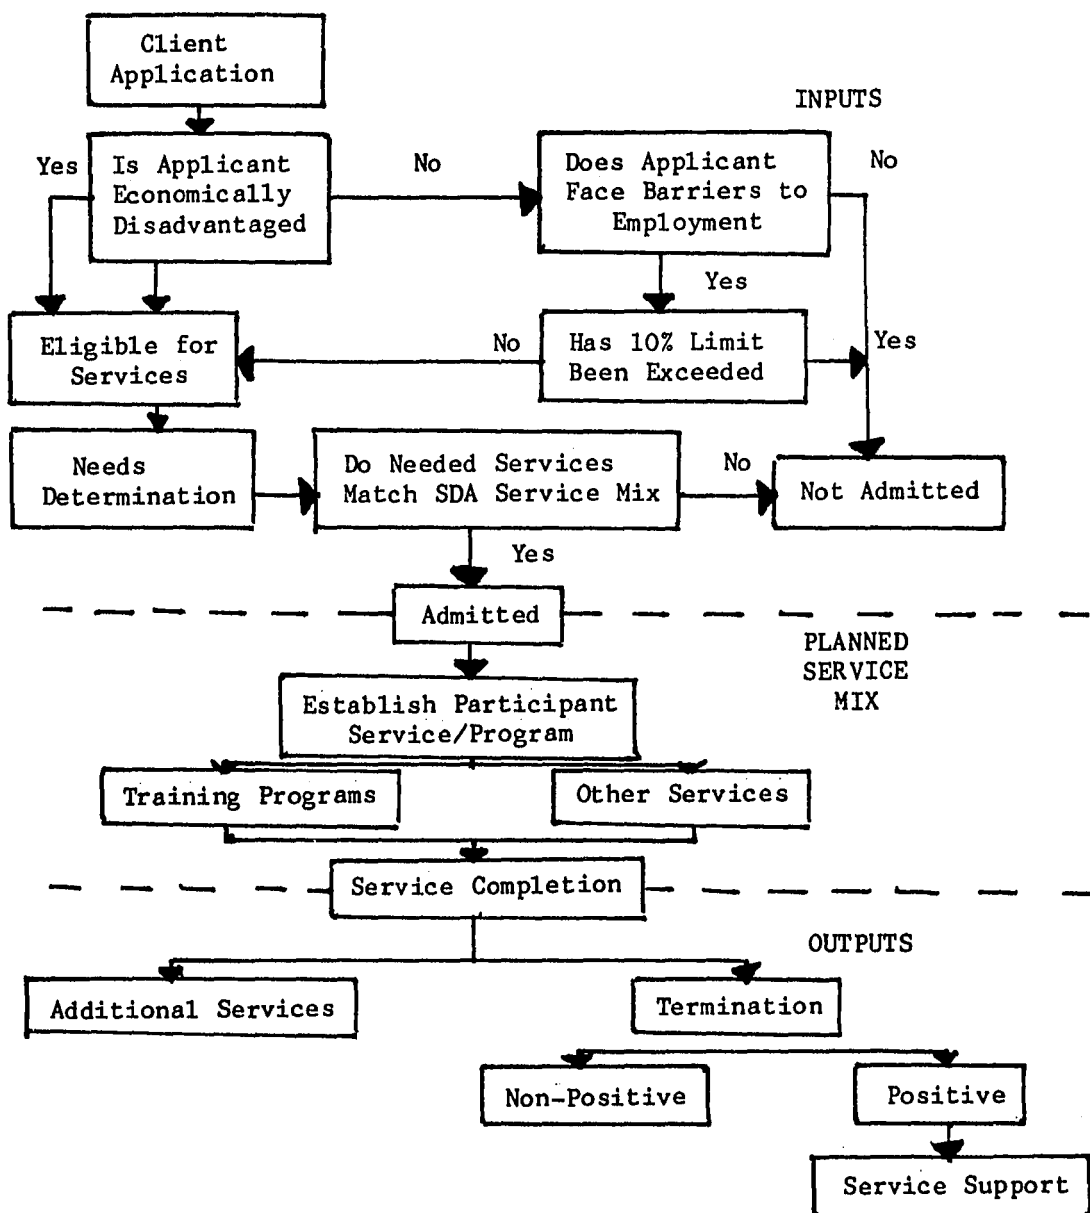 Client
Application
INPUTS
Yes
Is Applicant
Economically
Disadvantaged
No
Does Applicant
Face Barriers to
Employment
No
Yes
Eligible for
Services
No
Has 10% Limit
Been Exceeded
Yes
Needs
Determination
Do Needed Services
Match SDA Service Mix
No
Not Admitted
Yes
Admitted
PLANNED
SERVICE
MIX
Establish Participant
Service/Program
Training Programs
Other Services
Service Completion
OUTPUTS
Additional Services
Termination
Non-Positive
Positive
Service Support